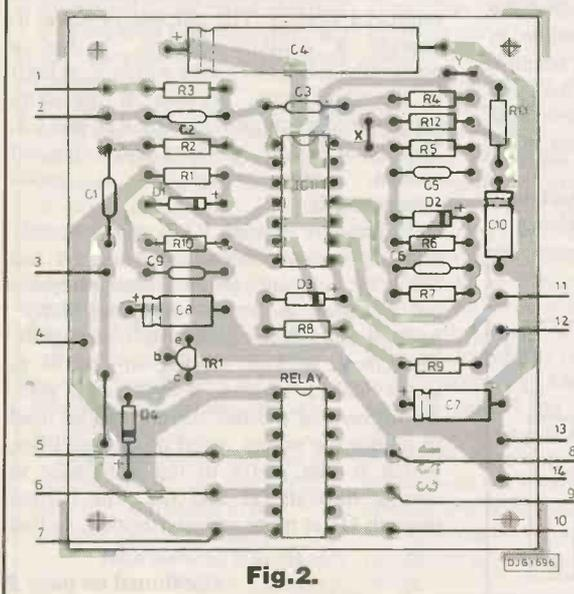 C4
Y
1
R3
C3
R4
R11
2
C2
R12
X
R2
R5
IC1
C5
R1
C1
D1
D2
C10
R10
R6
C9
C6
3
D3
R7
11
C8
R8
12
4
e
b
TR1
R9
c
RELAY
C7
D4
13
5
8
14
6
9
7
10
DJG1696
Fig.2.